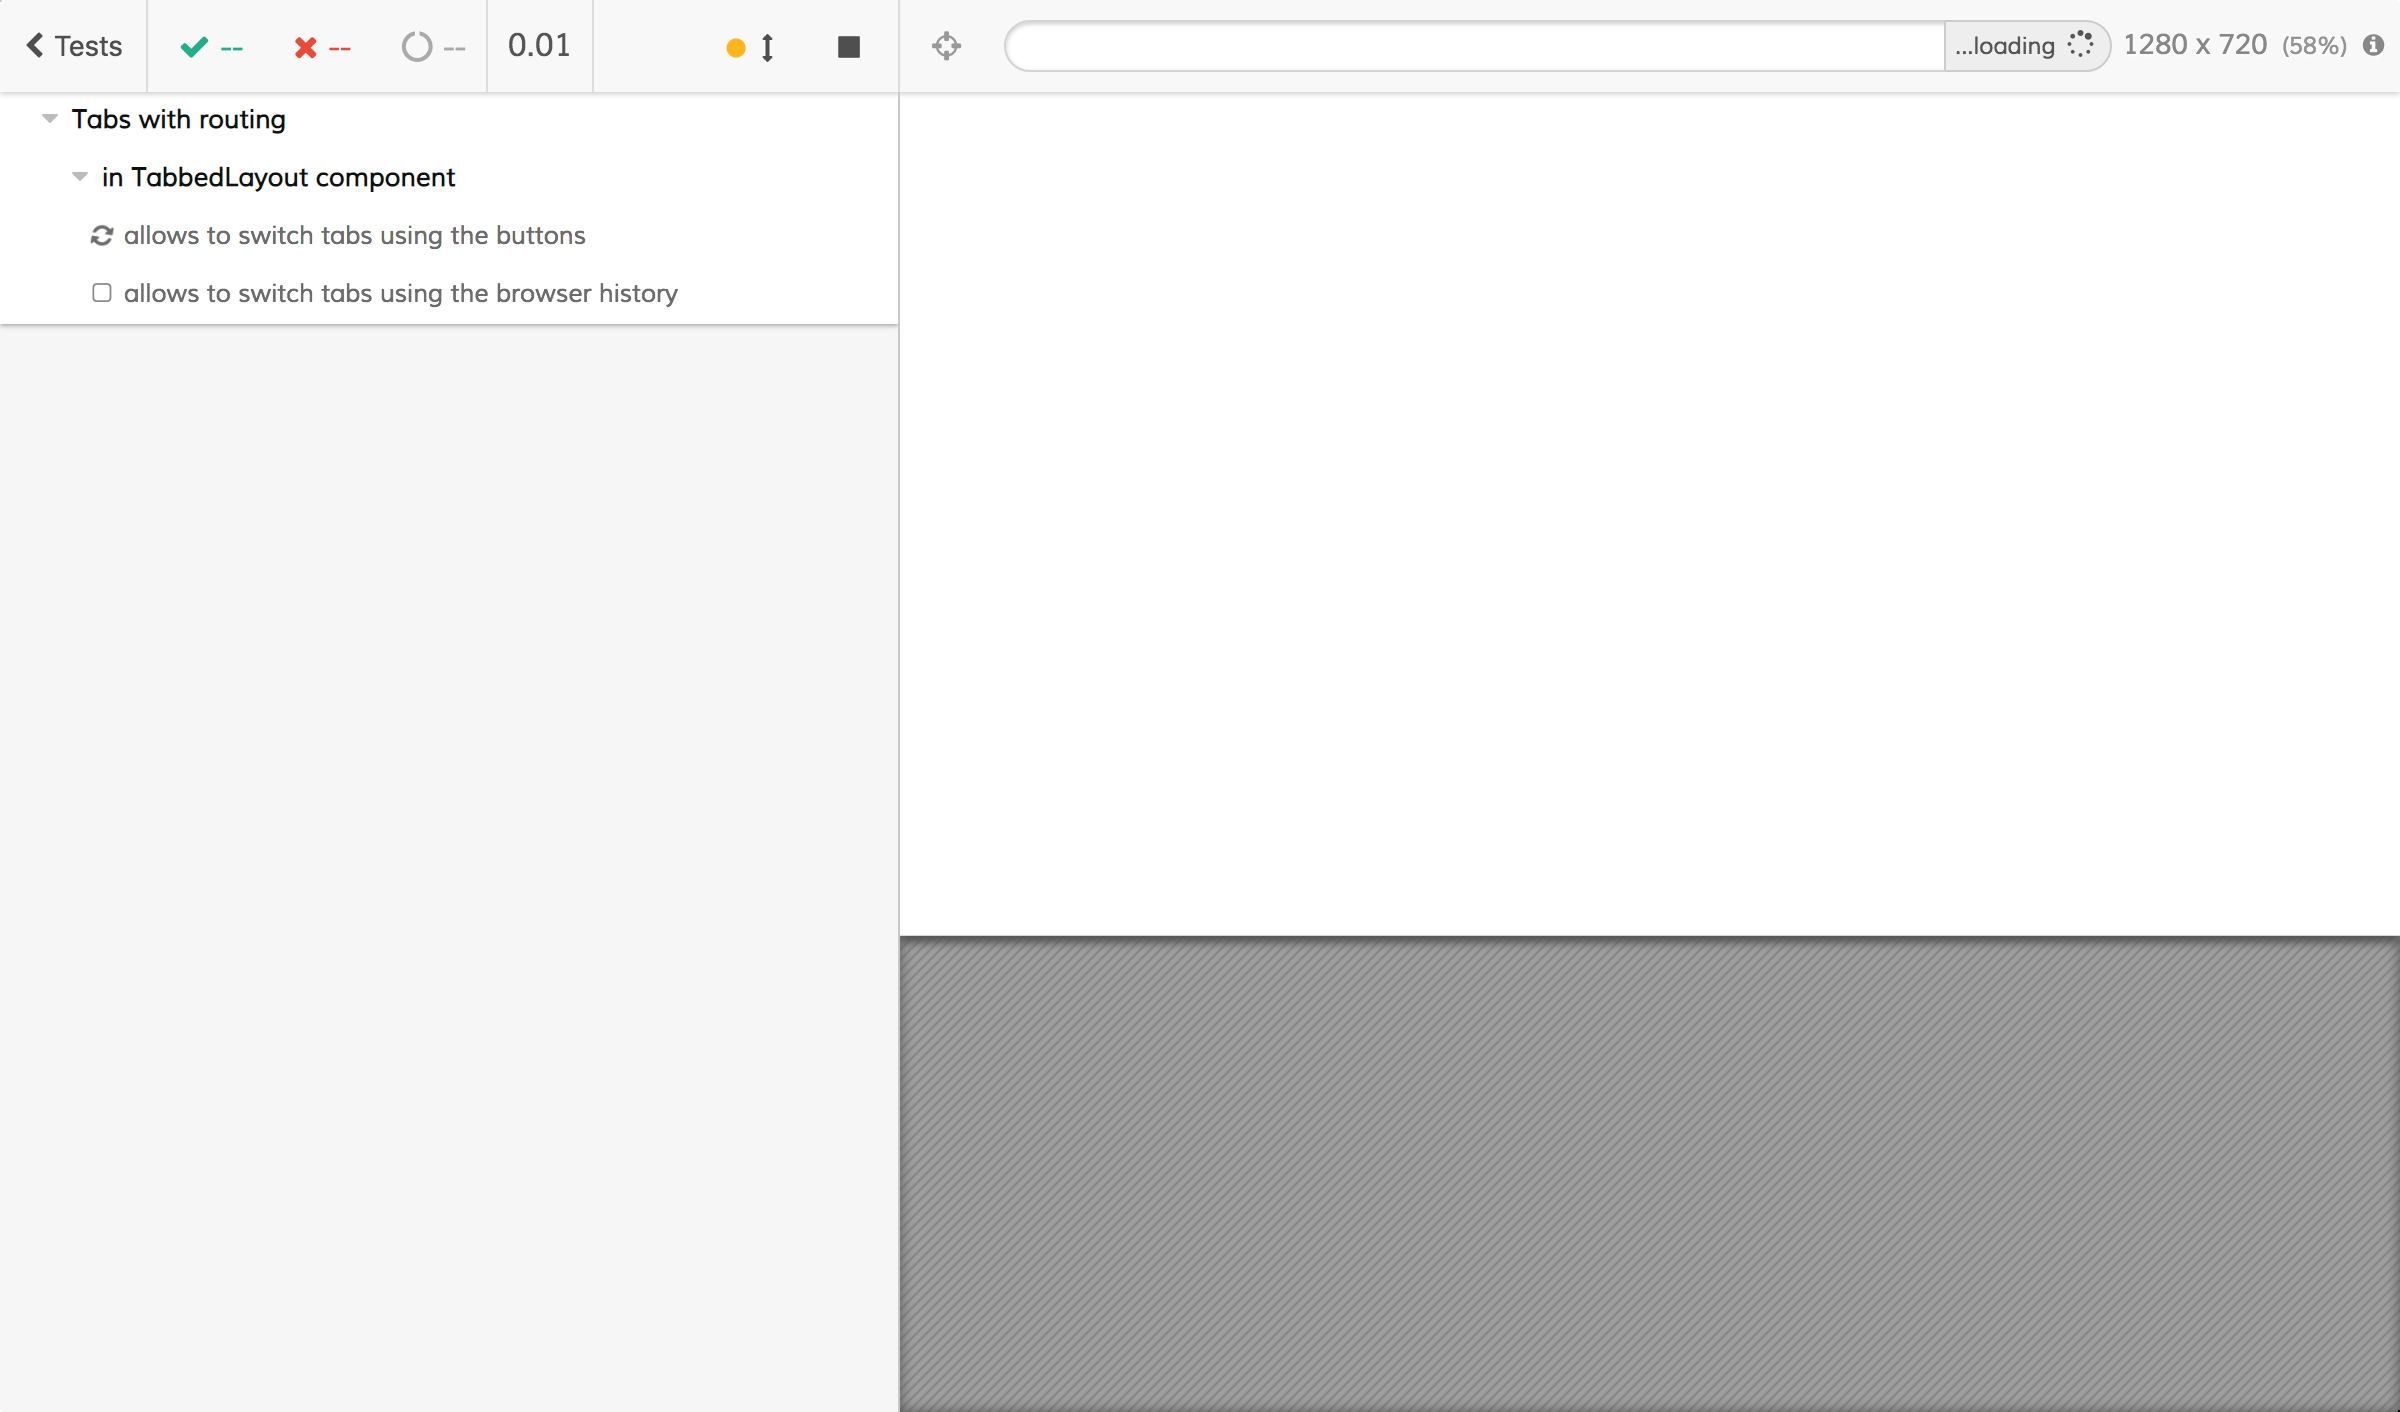 Tests -- -- -- 0.01 ...loading 1280 x 720 (58%)
Tabs with routing
in TabbedLayout component
allows to switch tabs using the buttons
allows to switch tabs using the browser history